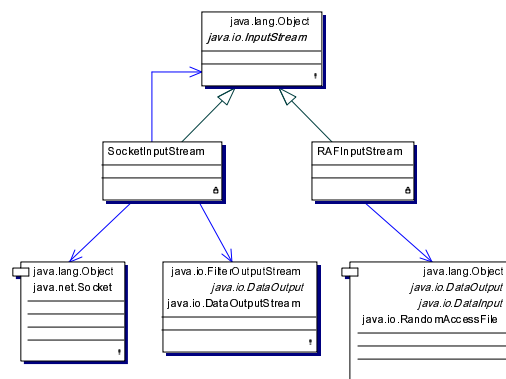 java.lang.Object
java.io.InputStream
SocketInputStream
RAFInputStream
java.lang.Object
java.net.Socket
java.io.FilterOutputStream
java.io.DataOutput
java.io.DataOutputStream
java.lang.Object
java.io.DataOutput
java.io.DataInput
java.io.RandomAccessFile